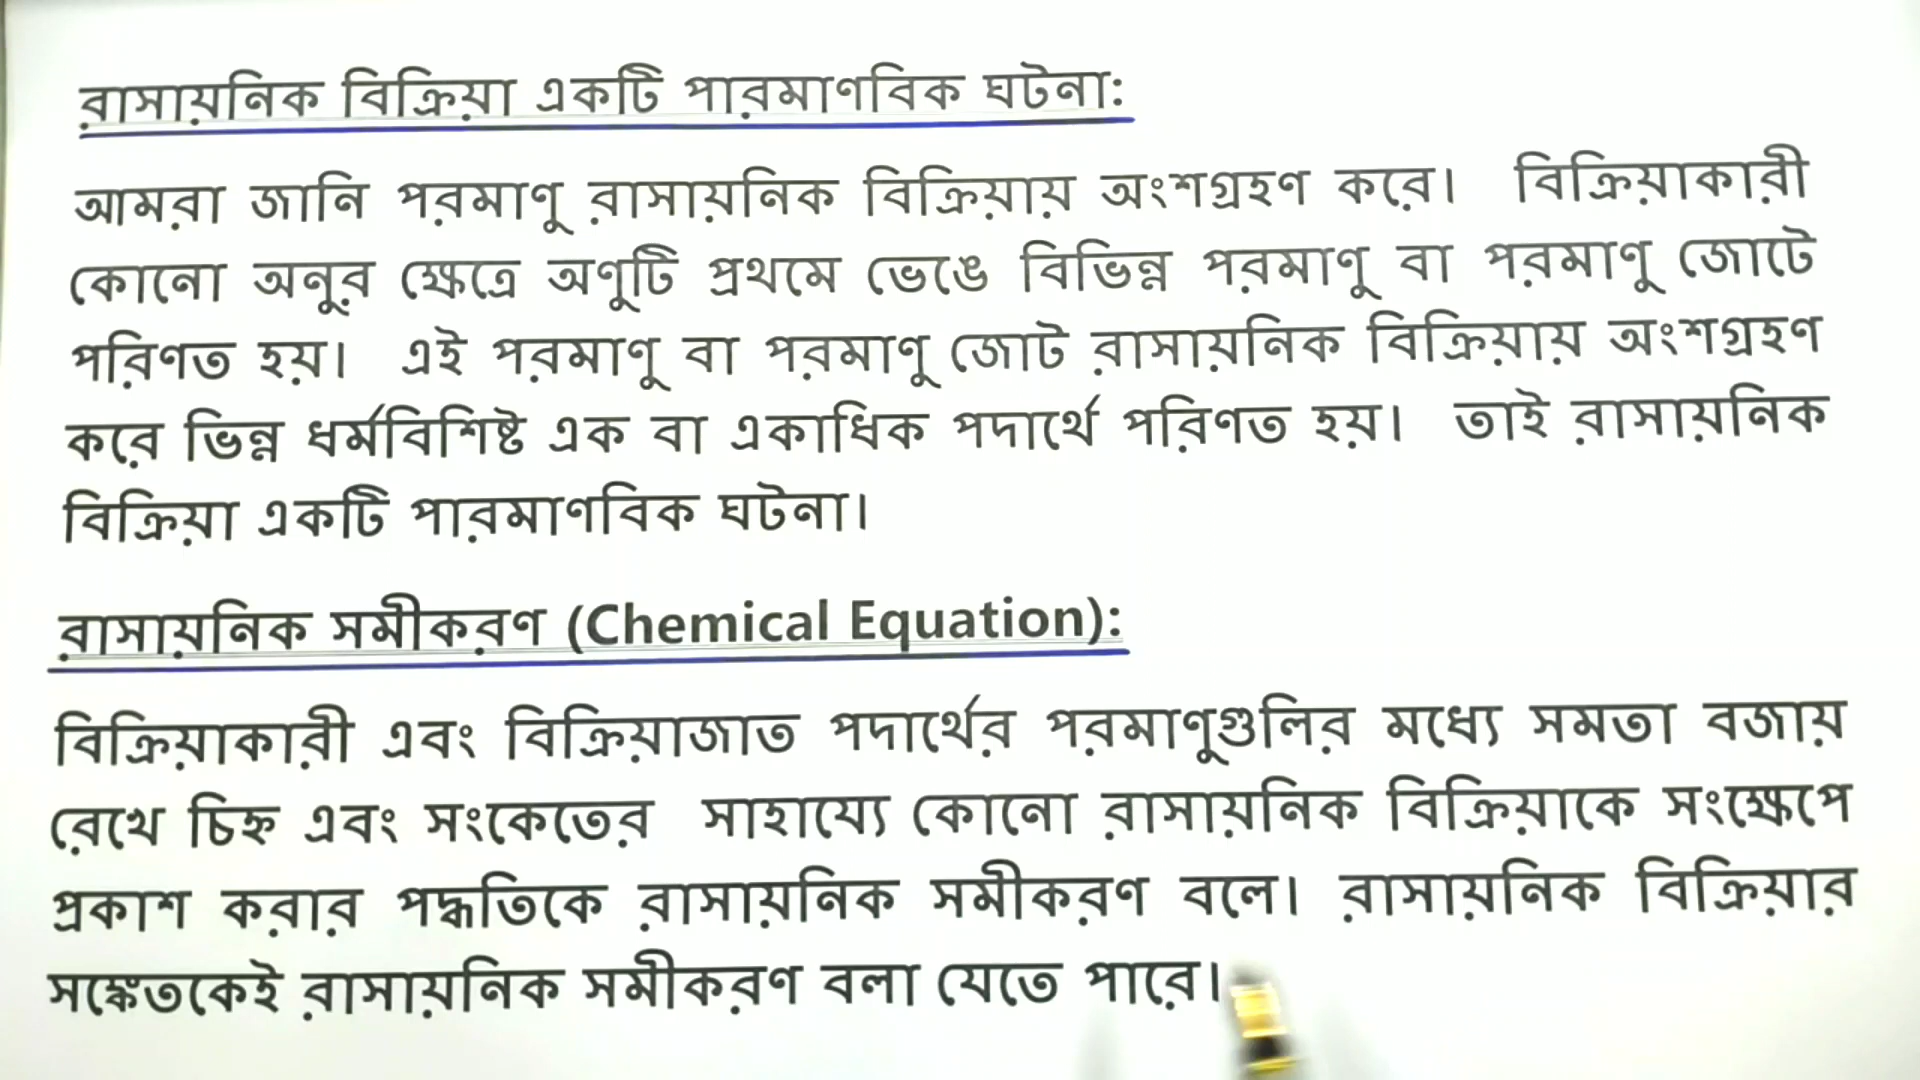 রাসায়নিক বিক্রিয়া একটি পারমাণবিক ঘটনা:
আমরা জানি পরমাণু রাসায়নিক বিক্রিয়ায় অংশগ্রহণ করে। বিক্রিয়াকারী
কোনো অনুর ক্ষেত্রে অণুটি প্রথমে ভেঙে বিভিন্ন পরমাণু বা পরমাণু জোটে
পরিণত হয়। এই পরমাণু বা পরমাণু জোট রাসায়নিক বিক্রিয়ায় অংশগ্রহণ
করে ভিন্ন ধর্মবিশিষ্ট এক বা একাধিক পদার্থে পরিণত হয়। তাই রাসায়নিক
বিক্রিয়া একটি পারমাণবিক ঘটনা।
রাসায়নিক সমীকরণ (Chemical Equation):
বিক্রিয়াকারী এবং বিক্রিয়াজাত পদার্থের পরমাণুগুলির মধ্যে সমতা বজায়
রেখে চিহ্ন এবং সংকেতের সাহায্যে কোনো রাসায়নিক বিক্রিয়াকে সংক্ষেপে
প্রকাশ করার পদ্ধতিকে রাসায়নিক সমীকরণ বলে। রাসায়নিক বিক্রিয়ার
সঙ্কেতকেই রাসায়নিক সমীকরণ বলা যেতে পারে।